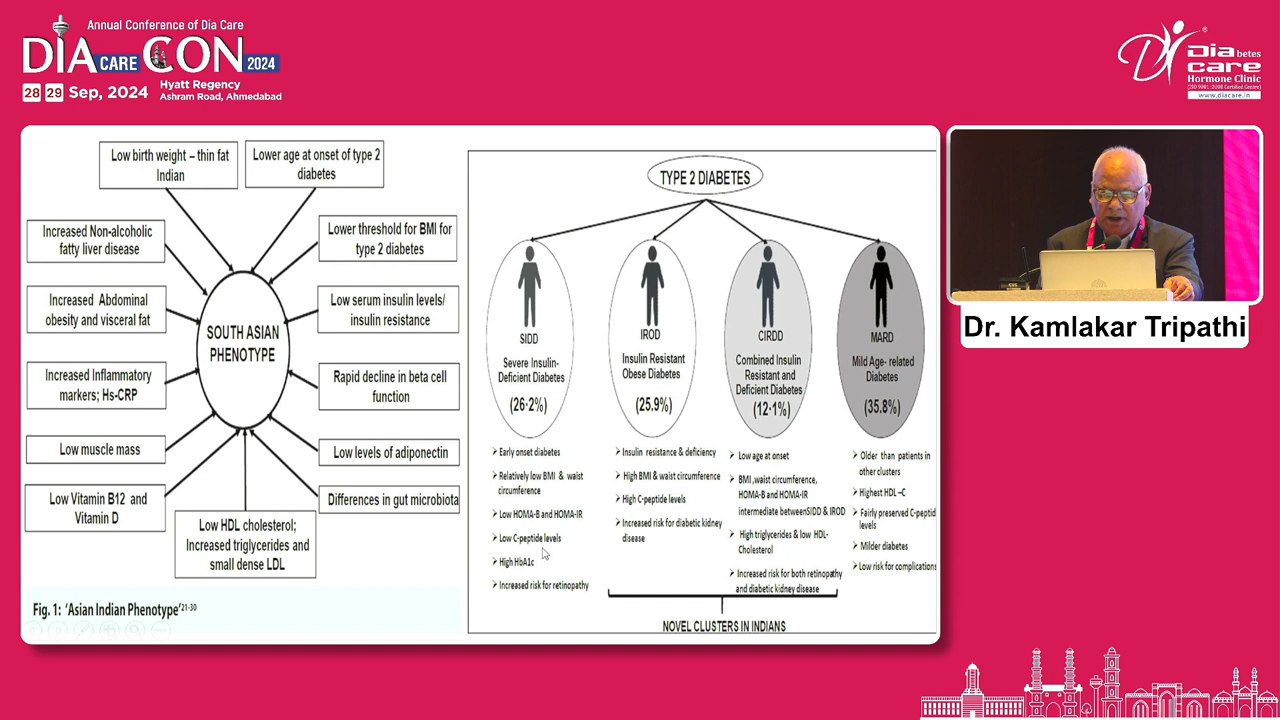 Annual Conference of Dia Care
DIA CARE CON 2024
28 29 Sep, 2024
Hyatt Regency
Ashram Road, Ahmedabad
Diabetes
care
Hormone Clinic
(ISO 9001:2008 Certified Centre)
www.diacare.in
Low birth weight – thin fat
Indian
Lower age at onset of type 2
diabetes
Increased Non-alcoholic
fatty liver disease
Lower threshold for BMI for
type 2 diabetes
Increased Abdominal
obesity and visceral fat
Low serum insulin levels/
insulin resistance
SOUTH ASIAN
PHENOTYPE
Increased Inflammatory
markers; Hs-CRP
Rapid decline in beta cell
function
Low muscle mass
Low levels of adiponectin
Low Vitamin B12 and
Vitamin D
Differences in gut microbiota
Low HDL cholesterol;
Increased triglycerides and
small dense LDL
Fig. 1: 'Asian Indian Phenotype'21-30
TYPE 2 DIABETES
SIDD
Severe Insulin-
Deficient Diabetes
(26·2%)
➢ Early onset diabetes
➢ Relatively low BMI & waist
circumference
➢ Low HOMA-B and HOMA-IR
➢ Low C-peptide levels
➢ High HbA1c
➢ Increased risk for retinopathy
IROD
Insulin Resistant
Obese Diabetes
(25.9%)
➢ Insulin resistance & deficiency
➢ High BMI & waist circumference
➢ High C-peptide levels
➢ Increased risk for diabetic kidney
disease
CIRDD
Combined Insulin
Resistant and
Deficient Diabetes
(12·1%)
➢ Low age at onset
➢ BMI ,waist circumference,
HOMA-B and HOMA-IR
intermediate betweenSIDD & IROD
➢ High triglycerides & low HDL-
Cholesterol
➢ Increased risk for both retinopathy
and diabetic kidney disease
MARD
Mild Age- related
Diabetes
(35.8%)
➢ Older than patients in
other clusters
➢ Highest HDL –C
➢ Fairly preserved C-peptid
levels
➢ Milder diabetes
➢ Low risk for complications
NOVEL CLUSTERS IN INDIANS
Dr. Kamlakar Tripathi